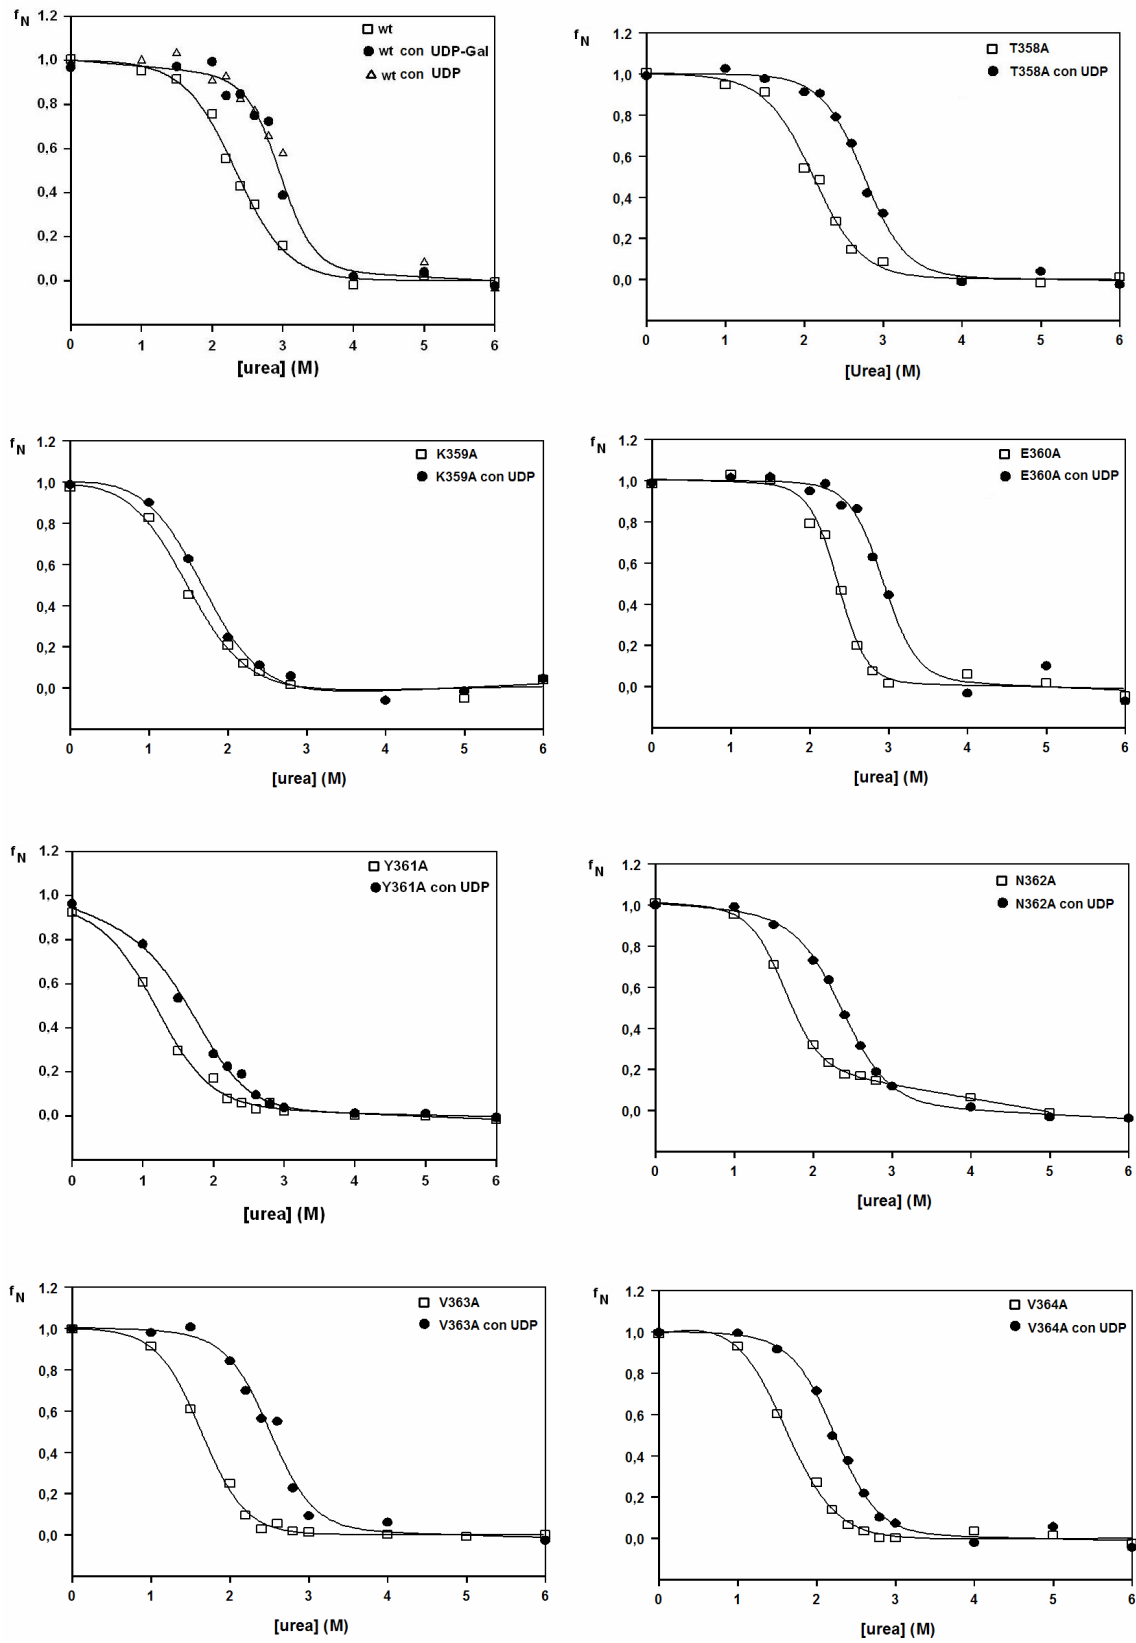 f N
1.2
1.0
0,8
0,6
0,4
0,2
0,0
0 1 2 3 4 5 6
[urea] (M)
wt
wt con UDP-Gal
wt con UDP
f N
1.2
1,0
0,8
0,6
0,4
0,2
0,0
0 1 2 3 4 5 6
[Urea] (M)
T358A
T358A con UDP
f N
1.2
1,0
0,8
0,6
0,4
0,2
0,0
0 1 2 3 4 5 6
[urea] (M)
K359A
K359A con UDP
f N
1.2
1,0
0,8
0,6
0,4
0,2
0,0
0 1 2 3 4 5 6
[urea] (M)
E360A
E360A con UDP
f N
1.2
1,0
0,8
0,6
0,4
0,2
0,0
0 1 2 3 4 5 6
[urea] (M)
Y361A
Y361A con UDP
f N
1.2
1,0
0,8
0,6
0,4
0,2
0,0
0 1 2 3 4 5 6
[urea] (M)
N362A
N362A con UDP
f N
1.2
1,0
0,8
0,6
0,4
0,2
0,0
0 1 2 3 4 5 6
[urea] (M)
V363A
V363A con UDP
f N
1.2
1,0
0,8
0,6
0,4
0,2
0,0
0 1 2 3 4 5 6
[urea] (M)
V364A
V364A con UDP